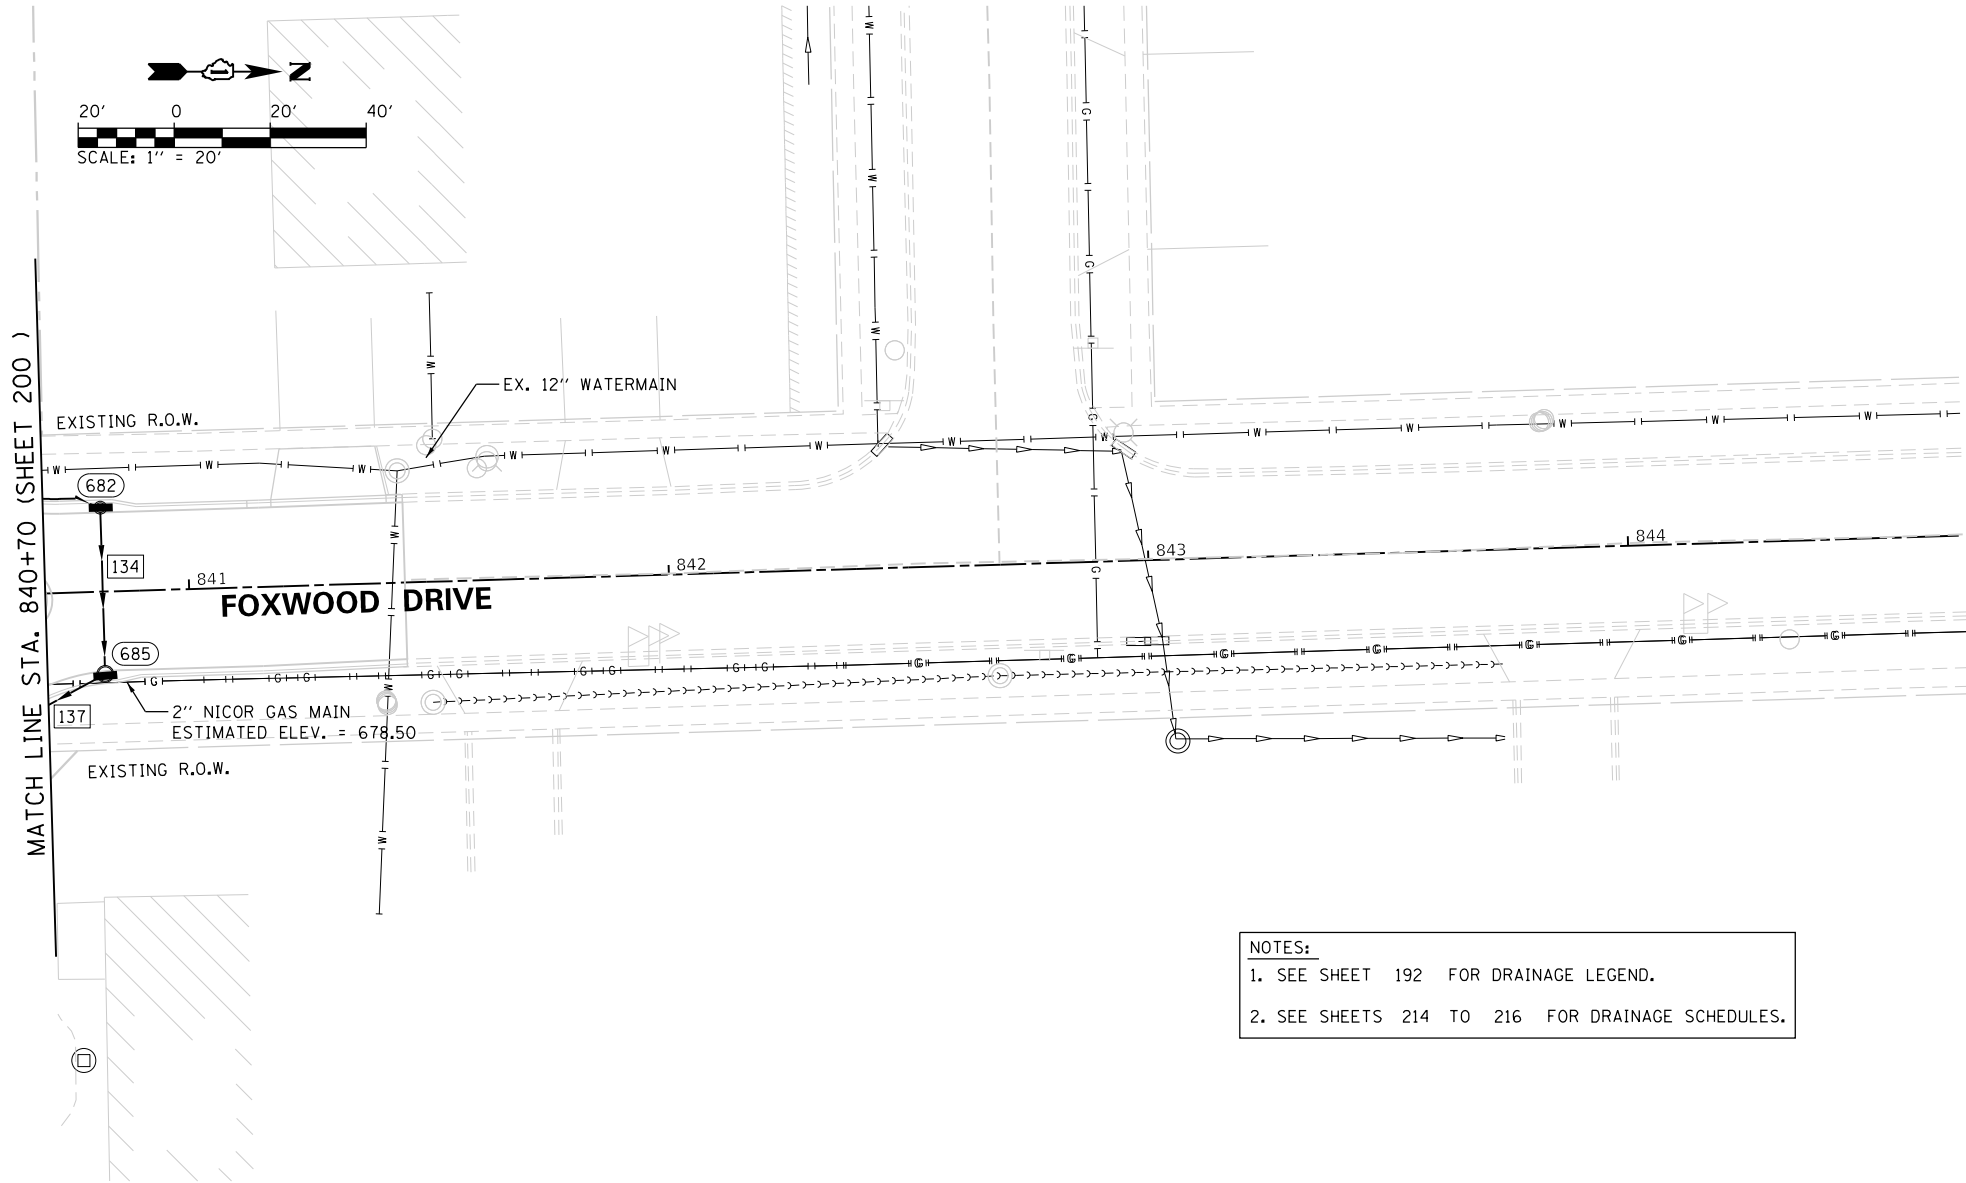 N
20' 0 20' 40'
SCALE: 1" = 20'
MATCH LINE STA. 840+70 (SHEET 200 )
EXISTING R.O.W.
EX. 12" WATERMAIN
682
134
841
842
843
844
FOXWOOD DRIVE
685
137
2" NICOR GAS MAIN
ESTIMATED ELEV. = 678.50
EXISTING R.O.W.
NOTES:
1. SEE SHEET 192 FOR DRAINAGE LEGEND.
2. SEE SHEETS 214 TO 216 FOR DRAINAGE SCHEDULES.